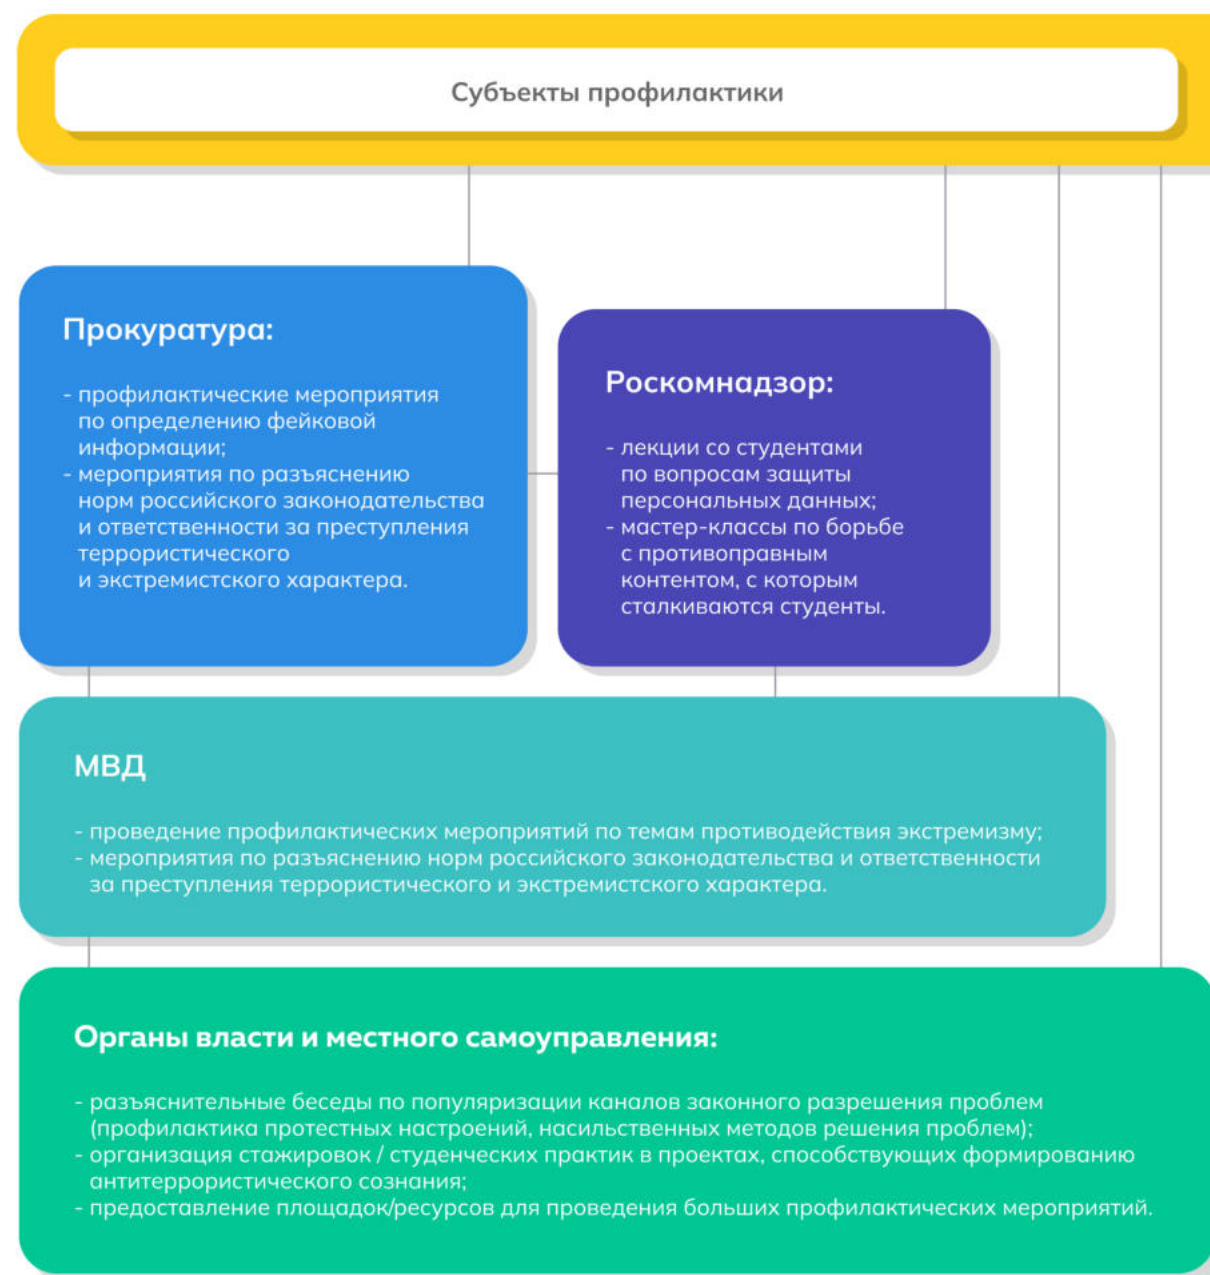 Субъекты профилактики
Прокуратура:
- профилактические мероприятия
по определению фейковой
информации;
- мероприятия по разъяснению
норм российского законодательства
и ответственности за преступления
террористического
и экстремистского характера.
Роскомнадзор:
- лекции со студентами
по вопросам защиты
персональных данных;
- мастер-классы по борьбе
с противоправным
контентом, с которым
сталкиваются студенты.
МВД
- проведение профилактических мероприятий по темам противодействия экстремизму;
- мероприятия по разъяснению норм российского законодательства и ответственности
за преступления террористического и экстремистского характера.
Органы власти и местного самоуправления:
- разъяснительные беседы по популяризации каналов законного разрешения проблем
(профилактика протестных настроений, насильственных методов решения проблем);
- организация стажировок / студенческих практик в проектах, способствующих формированию
антитеррористического сознания;
- предоставление площадок/ресурсов для проведения больших профилактических мероприятий.